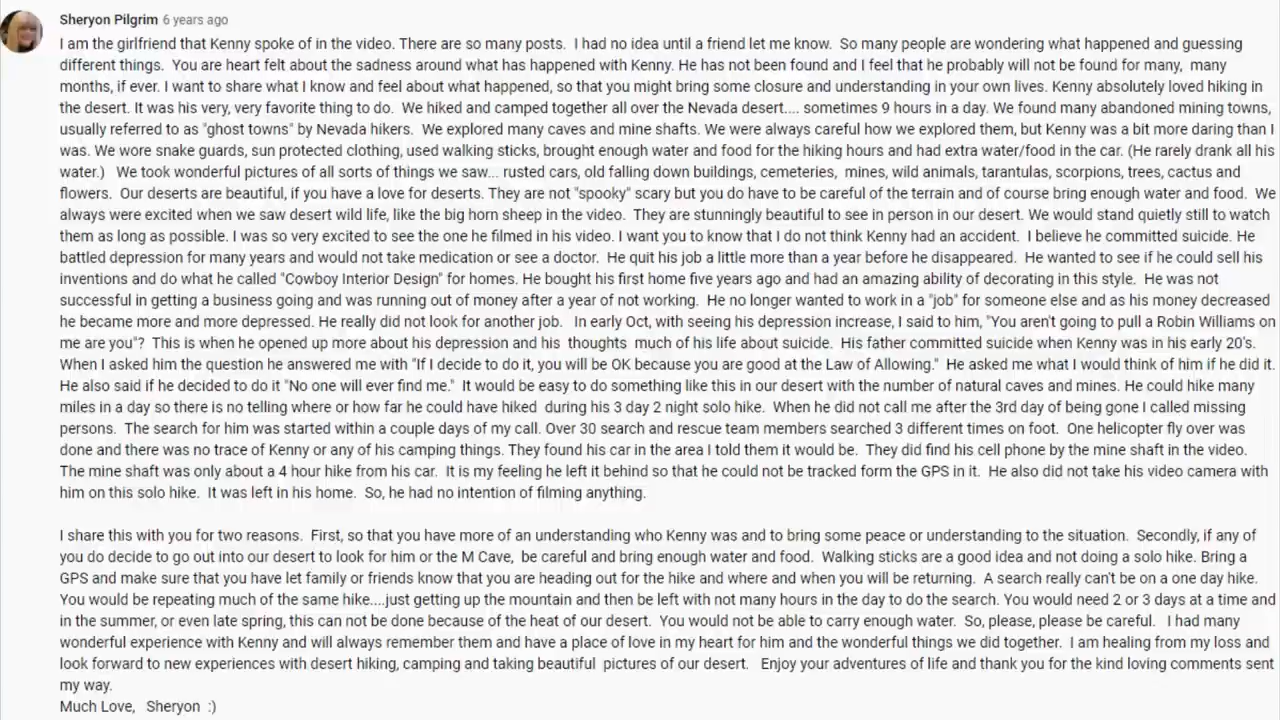 Sheryon Pilgrim 6 years ago
I am the girlfriend that Kenny spoke of in the video. There are so many posts.  I had no idea until a friend let me know.  So many people are wondering what happened and guessing
different things.  You are heart felt about the sadness around what has happened with Kenny. He has not been found and I feel that he probably will not be found for many,  many
months, if ever. I want to share what I know and feel about what happened, so that you might bring some closure and understanding in your own lives. Kenny absolutely loved hiking in
the desert. It was his very, very favorite thing to do.  We hiked and camped together all over the Nevada desert.... sometimes 9 hours in a day. We found many abandoned mining towns,
usually referred to as "ghost towns" by Nevada hikers.  We explored many caves and mine shafts. We were always careful how we explored them, but Kenny was a bit more daring than I
was. We wore snake guards, sun protected clothing, used walking sticks, brought enough water and food for the hiking hours and had extra water/food in the car. (He rarely drank all his
water.)   We took wonderful pictures of all sorts of things we saw... rusted cars, old falling down buildings, cemeteries,  mines, wild animals, tarantulas, scorpions, trees, cactus and
flowers.  Our deserts are beautiful, if you have a love for deserts. They are not "spooky" scary but you do have to be careful of the terrain and of course bring enough water and food.  We
always were excited when we saw desert wild life, like the big horn sheep in the video.  They are stunningly beautiful to see in person in our desert. We would stand quietly still to watch
them as long as possible. I was so very excited to see the one he filmed in his video. I want you to know that I do not think Kenny had an accident.  I believe he committed suicide. He
battled depression for many years and would not take medication or see a doctor.  He quit his job a little more than a year before he disappeared.  He wanted to see if he could sell his
inventions and do what he called "Cowboy Interior Design" for homes. He bought his first home five years ago and had an amazing ability of decorating in this style.  He was not
successful in getting a business going and was running out of money after a year of not working.  He no longer wanted to work in a "job" for someone else and as his money decreased
he became more and more depressed. He really did not look for another job.   In early Oct, with seeing his depression increase, I said to him, "You aren't going to pull a Robin Williams on
me are you"?  This is when he opened up more about his depression and his  thoughts  much of his life about suicide.  His father committed suicide when Kenny was in his early 20's.
When I asked him the question he answered me with "If I decide to do it, you will be OK because you are good at the Law of Allowing."  He asked me what I would think of him if he did it.
He also said if he decided to do it "No one will ever find me."  It would be easy to do something like this in our desert with the number of natural caves and mines. He could hike many
miles in a day so there is no telling where or how far he could have hiked  during his 3 day 2 night solo hike.  When he did not call me after the 3rd day of being gone I called missing
persons.  The search for him was started within a couple days of my call. Over 30 search and rescue team members searched 3 different times on foot.  One helicopter fly over was
done and there was no trace of Kenny or any of his camping things. They found his car in the area I told them it would be.  They did find his cell phone by the mine shaft in the video.
The mine shaft was only about a 4 hour hike from his car.  It is my feeling he left it behind so that he could not be tracked form the GPS in it.  He also did not take his video camera with
him on this solo hike.  It was left in his home.  So, he had no intention of filming anything.
I share this with you for two reasons.  First, so that you have more of an understanding who Kenny was and to bring some peace or understanding to the situation.  Secondly, if any of
you do decide to go out into our desert to look for him or the M Cave,  be careful and bring enough water and food.  Walking sticks are a good idea and not doing a solo hike. Bring a
GPS and make sure that you have let family or friends know that you are heading out for the hike and where and when you will be returning.  A search really can't be on a one day hike.
You would be repeating much of the same hike....just getting up the mountain and then be left with not many hours in the day to do the search. You would need 2 or 3 days at a time and
in the summer, or even late spring, this can not be done because of the heat of our desert.  You would not be able to carry enough water.  So, please, please be careful.   I had many
wonderful experience with Kenny and will always remember them and have a place of love in my heart for him and the wonderful things we did together.  I am healing from my loss and
look forward to new experiences with desert hiking, camping and taking beautiful  pictures of our desert.   Enjoy your adventures of life and thank you for the kind loving comments sent
my way.
Much Love,   Sheryon  :)